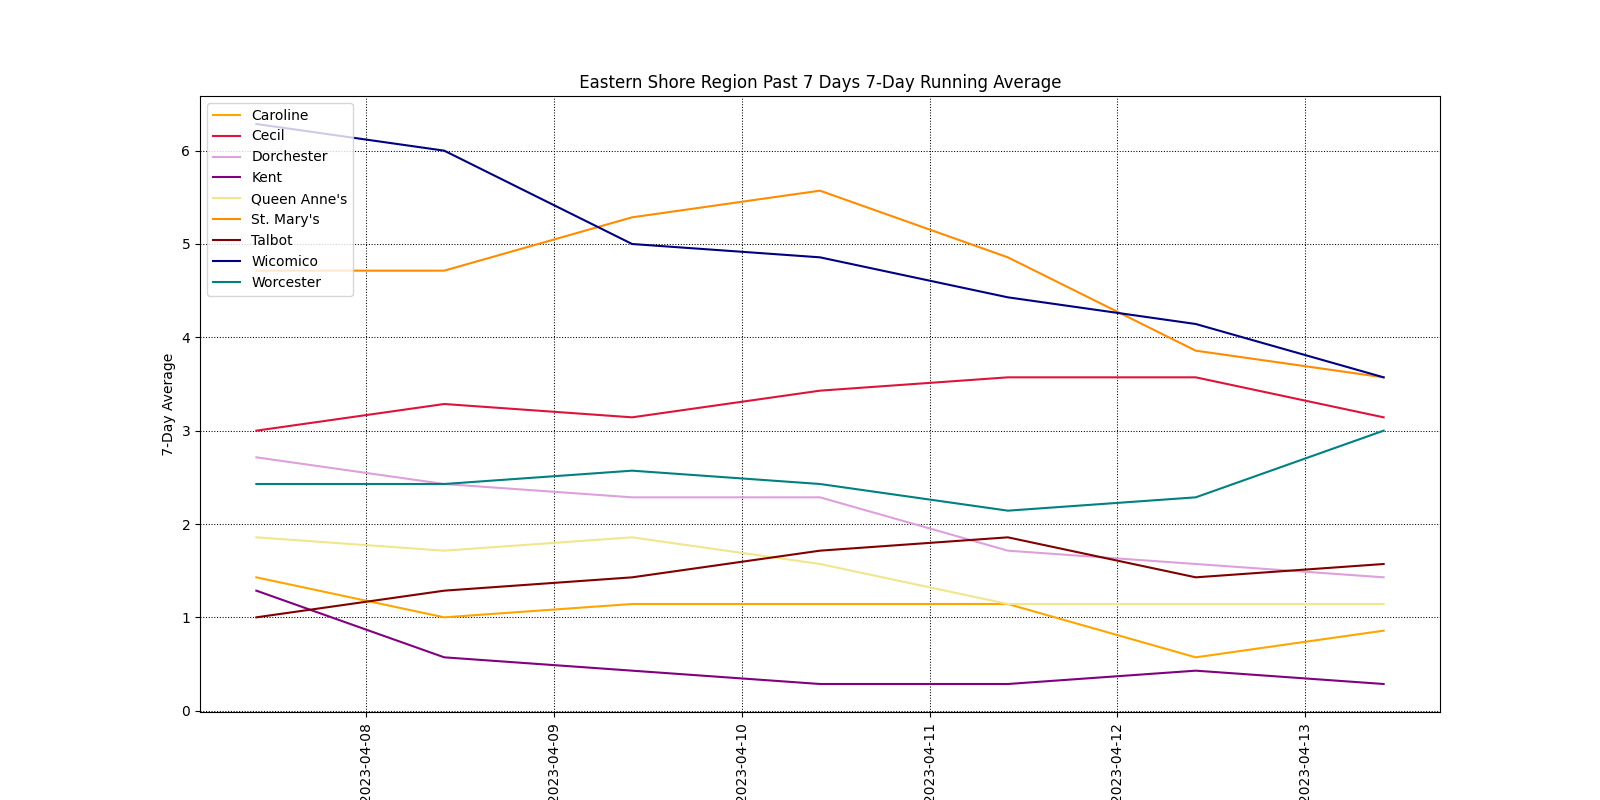 Eastern Shore Region Past 7 Days 7-Day Running Average
Caroline
Cecil
Dorchester
Kent
Queen Anne's
St. Mary's
Talbot
Wicomico
Worcester
7-Day Average
6
5
4
3
2
1
0
2023-04-08
2023-04-09
2023-04-10
2023-04-11
2023-04-12
2023-04-13